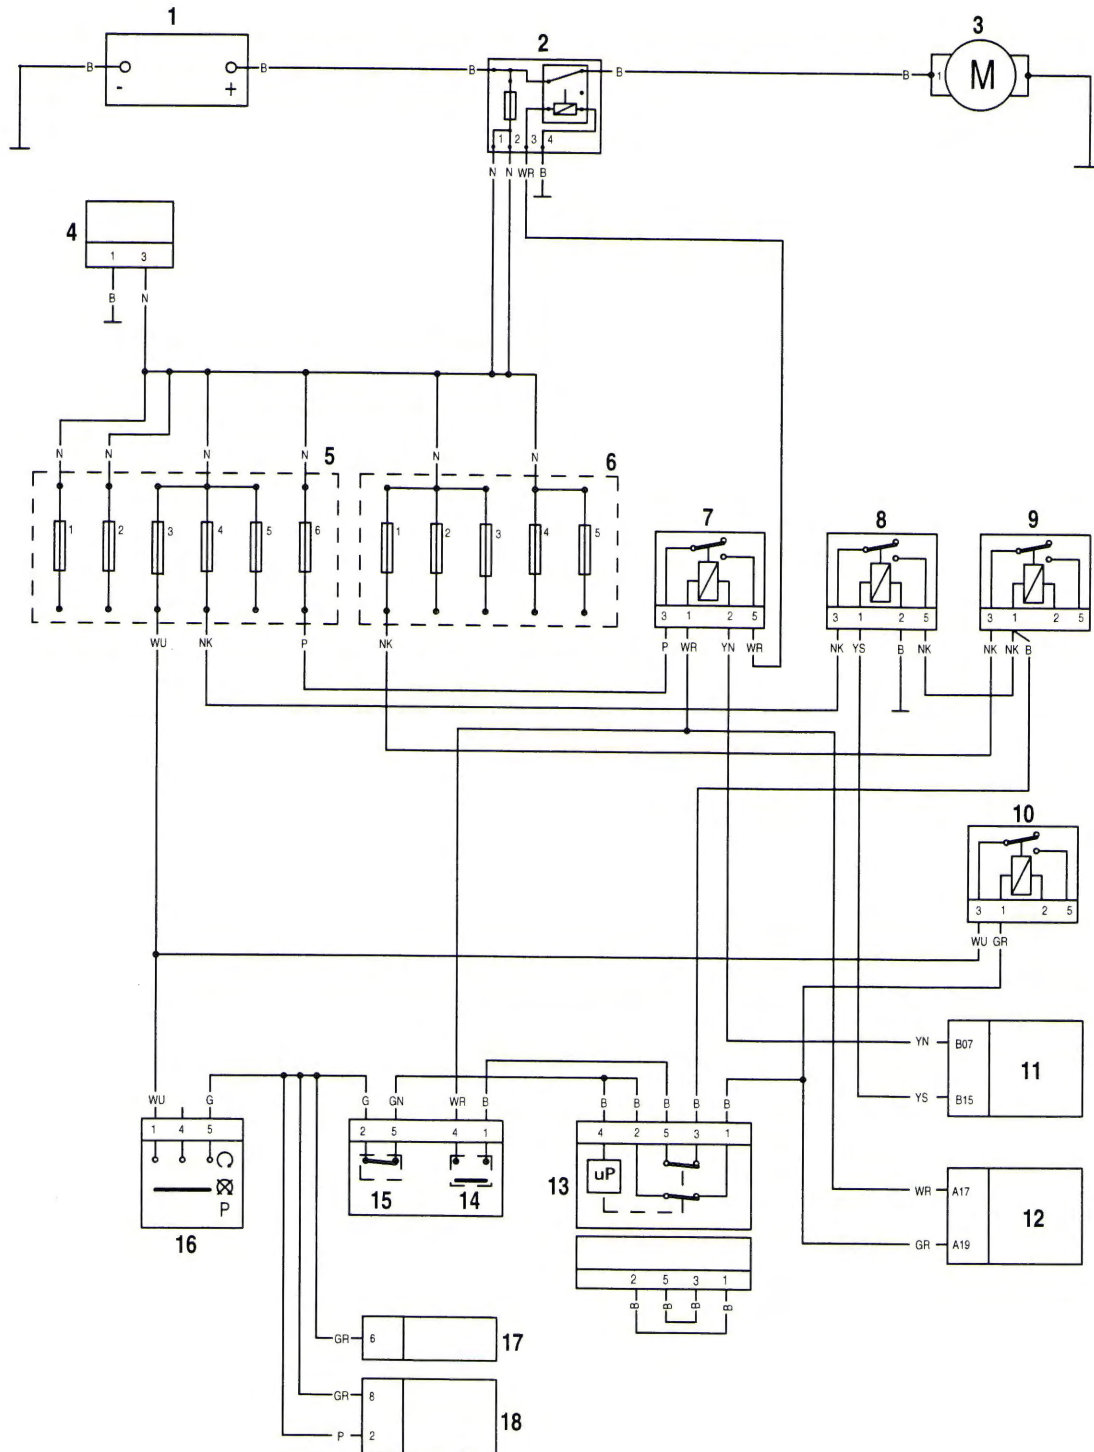 1
2
3
B
B
B
B
B
B
1
M
-
+
1 2 3 4
N N WR B
4
1 3
B N
N N N N 5 N N 6
1 2 3 4 5 6
1 2 3 4 5
7
3 1 2 5
P WR YN WR
8
3 1 2 5
NK YS B NK
9
3 1 2 5
NK NK B
WU NK P NK
10
3 1 2 5
WU GR
YN B07
11
YS B15
WU G
1 4 5
P
16
G GN WR B
2 5 4 1
15 14
B B B B B
4 2 5 3 1
uP
13
2 5 3 1
B B B B
WR A17
12
GR A19
GR 6
17
GR 8
18
P 2